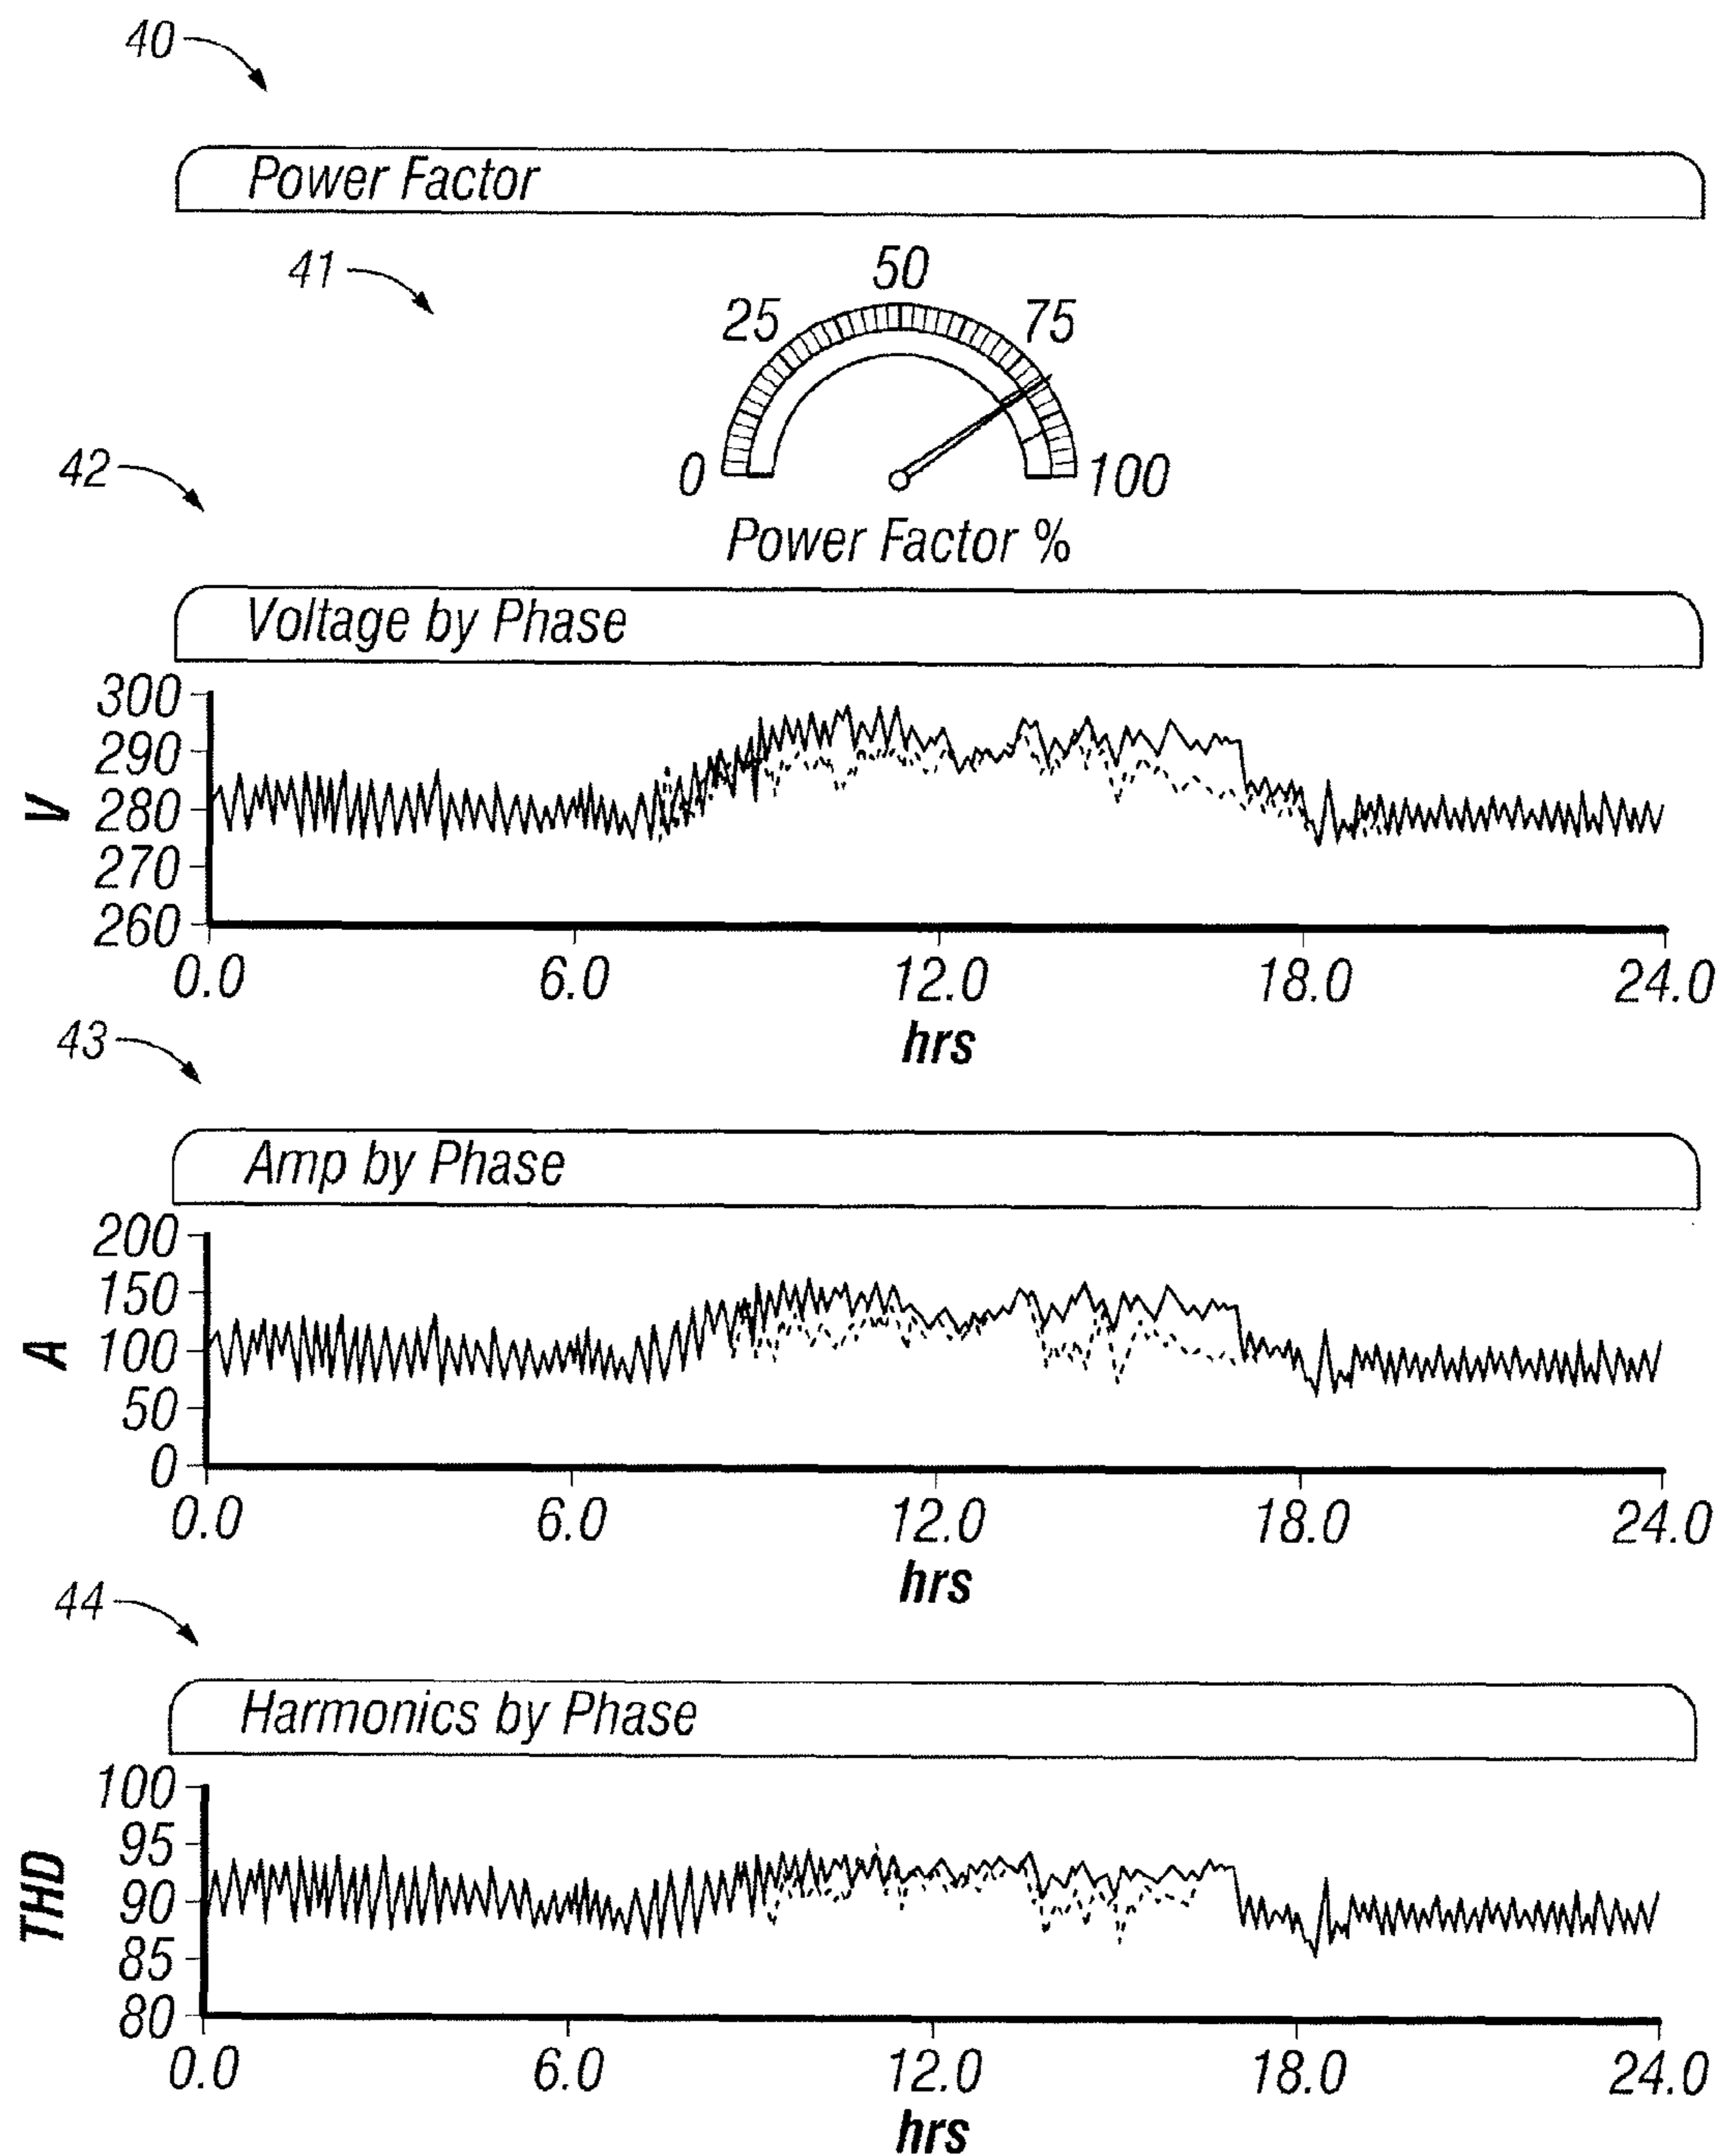 40
Power Factor
41
50
25
75
0
100
Power Factor %
42
Voltage by Phase
300
290
280
270
260
V
0.0 6.0 12.0 18.0 24.0
hrs
43
Amp by Phase
200
150
100
50
0
A
0.0 6.0 12.0 18.0 24.0
hrs
44
Harmonics by Phase
100
95
90
85
80
THD
0.0 6.0 12.0 18.0 24.0
hrs